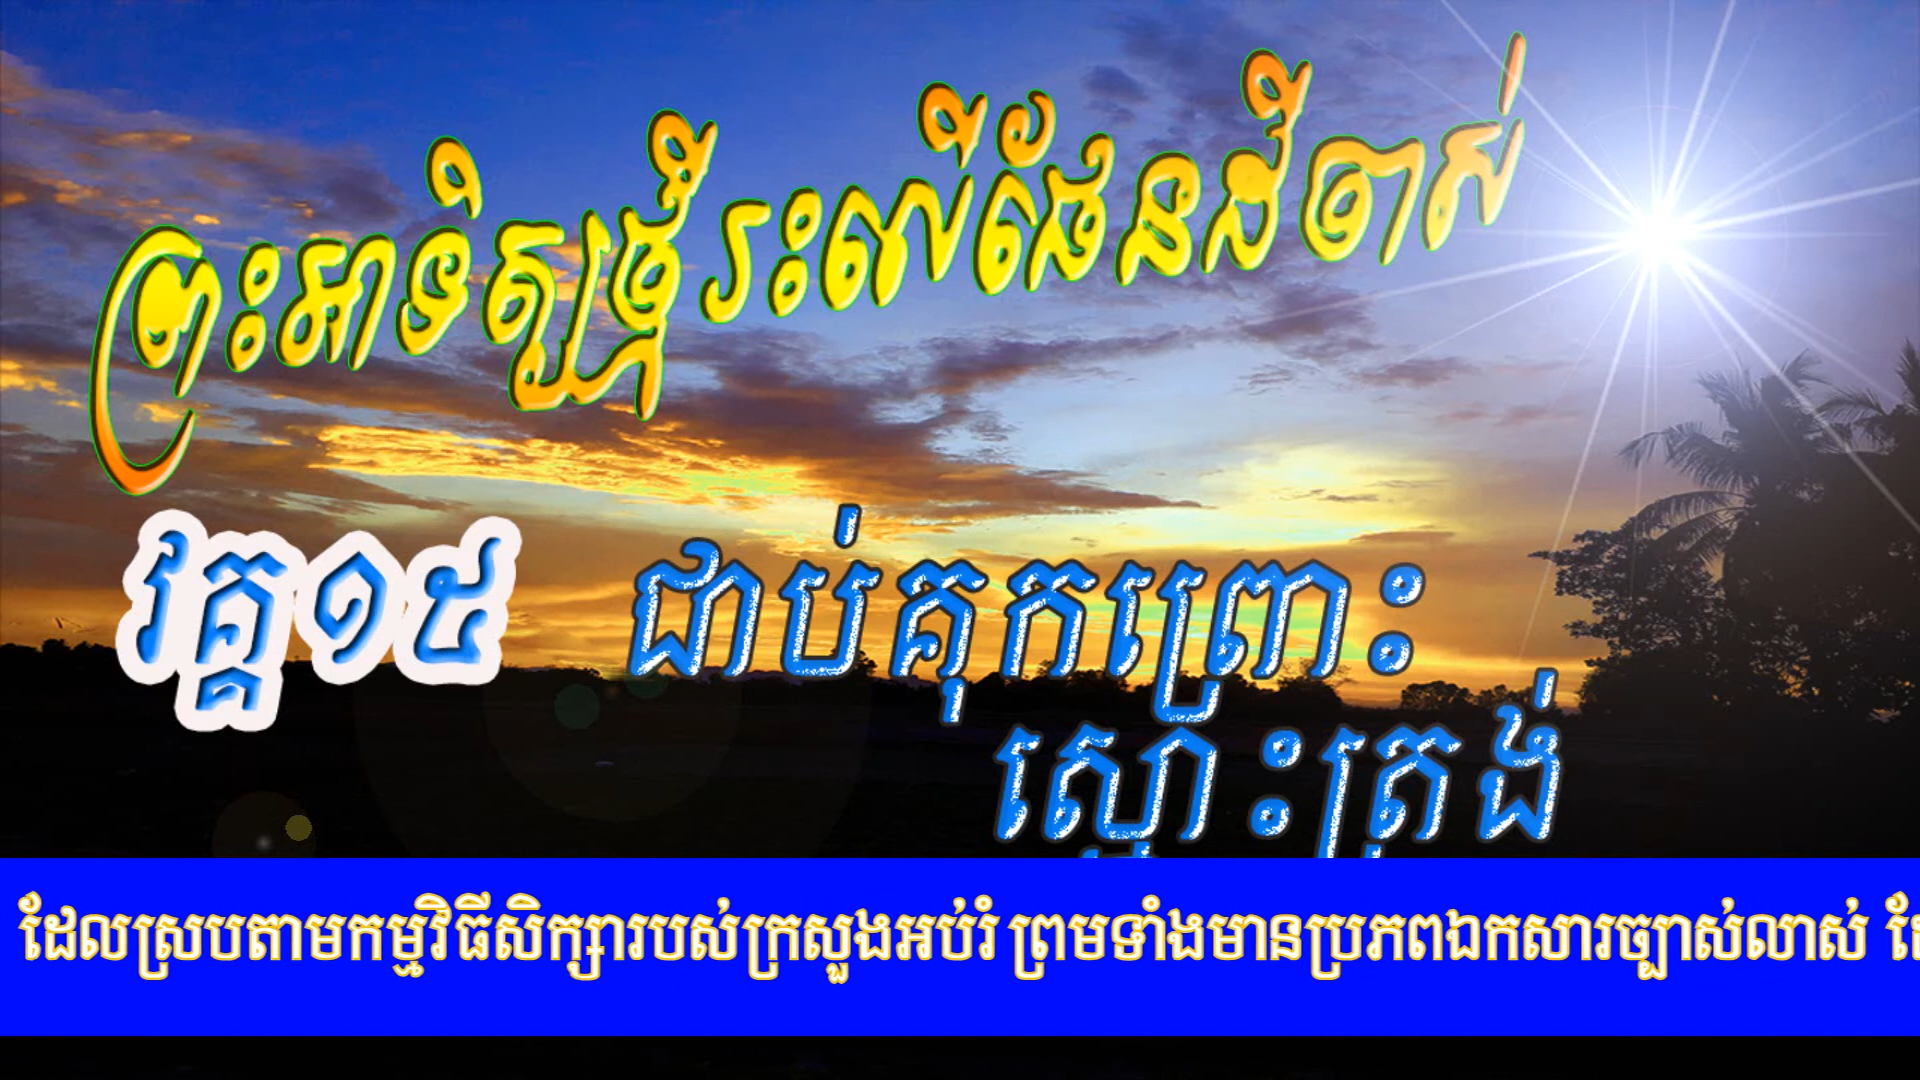 ព្រះអាទិត្យថ្មីរះលើផែនដីចាស់
វគ្គ១៥ ជាប់គុកព្រោះ
ស្មោះត្រង់
ដែលស្របតាមកម្មវិធីសិក្សារបស់ក្រសួងអប់រំ ព្រមទាំងមានប្រភពឯកសារច្បាស់លាស់